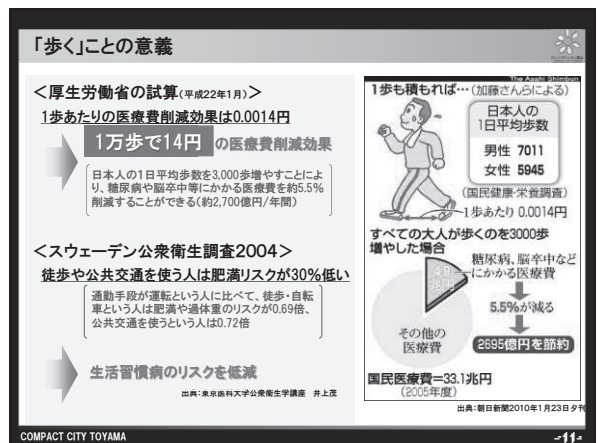 「歩く」ことの意義
＜厚生労働省の試算(平成22年1月)＞
1歩あたりの医療費削減効果は0.0014円
1万歩で14円 の医療費削減効果
日本人の1日平均歩数を3,000歩増やすことによ
り、糖尿病や脳卒中等にかかる医療費を約5.5%
削減することができる（約2,700億円/年間）
＜スウェーデン公衆衛生調査2004＞
徒歩や公共交通を使う人は肥満リスクが30%低い
通勤手段が運転という人に比べて、徒歩・自転
車という人は肥満や過体重のリスクが0.69倍、
公共交通を使うという人は0.72倍
生活習慣病のリスクを低減
出典：東京医科大学公衆衛生学講座 井上茂
The Asahi Shimbun
1歩も積もれば…(加藤さんらによる)
日本人の
1日平均歩数
男性 7011
女性 5945
(国民健康・栄養調査)
1歩あたり 0.0014円
すべての大人が歩くのを3000歩
増やした場合
4.9
兆円
糖尿病、脳卒中など
にかかる医療費
5.5%が減る
2695億円を節約
その他の
医療費
国民医療費=33.1兆円
(2005年度)
出典：朝日新聞2010年1月23日夕刊
COMPACT CITY TOYAMA
-11-